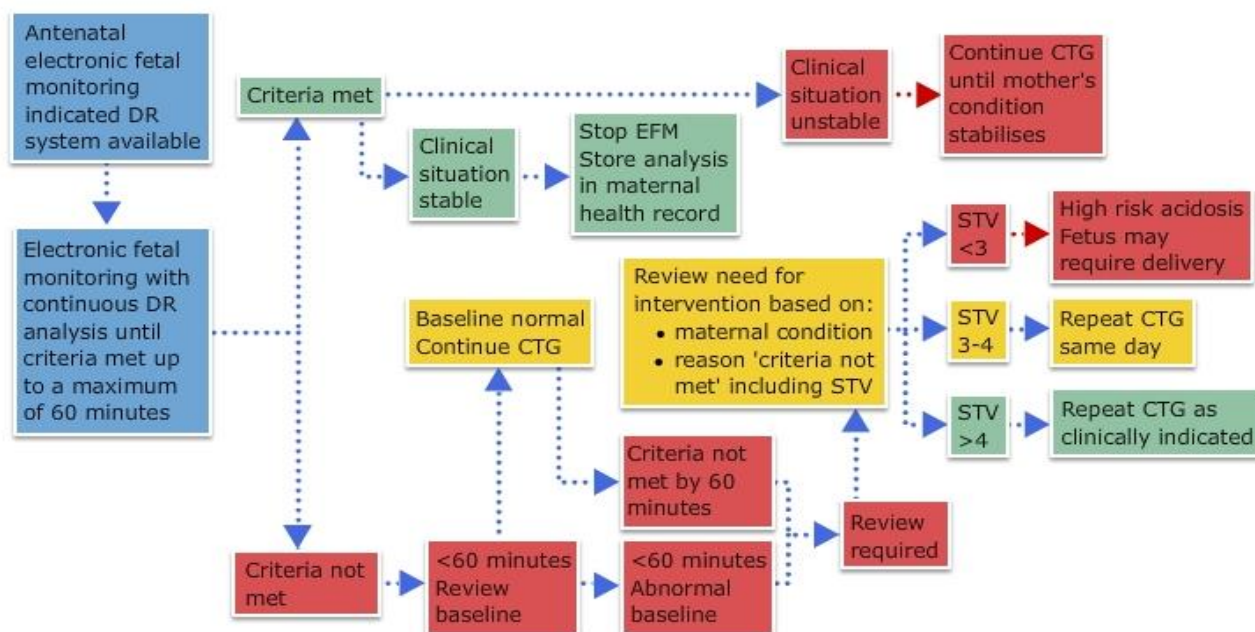 Antenatal
electronic fetal
monitoring
indicated DR
system available
Electronic fetal
monitoring with
continuous DR
analysis until
criteria met up
to a maximum
of 60 minutes
Criteria met
Clinical
situation
unstable
Continue CTG
until mother's
condition
stabilises
Clinical
situation
stable
Stop EFM
Store analysis
in maternal
health record
Criteria not
met
<60 minutes
Review
baseline
Baseline normal
Continue CTG
<60 minutes
Abnormal
baseline
Criteria not
met by 60
minutes
Review
required
Review need for
intervention based on:
• maternal condition
• reason 'criteria not
met' including STV
STV
<3
High risk acidosis
Fetus may
require delivery
STV
3-4
Repeat CTG
same day
STV
>4
Repeat CTG as
clinically indicated